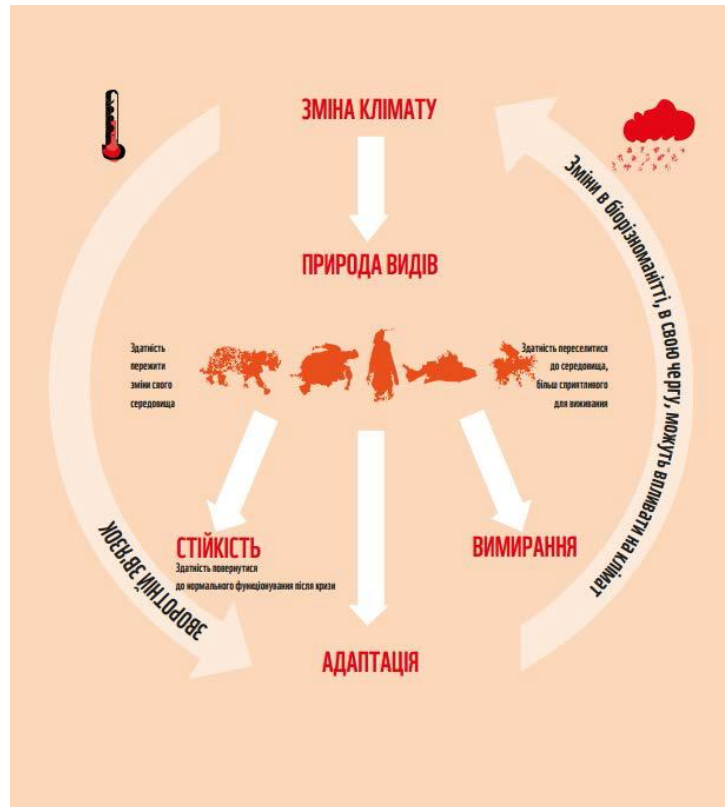 ЗМІНА КЛІМАТУ
Зміни в біорізноманітті, в свою чергу, можуть впливати на клімат
ПРИРОДА ВИДІВ
Здатність
пережити
зміни свого
середовища
Здатність переселитися
до середовища,
більш сприятливого
для виживання
СТІЙКІСТЬ
Здатність повернутися
до нормального функціонування після кризи
ВИМИРАННЯ
ЗВОРОТНІЙ ЗВ'ЯЗОК
АДАПТАЦІЯ